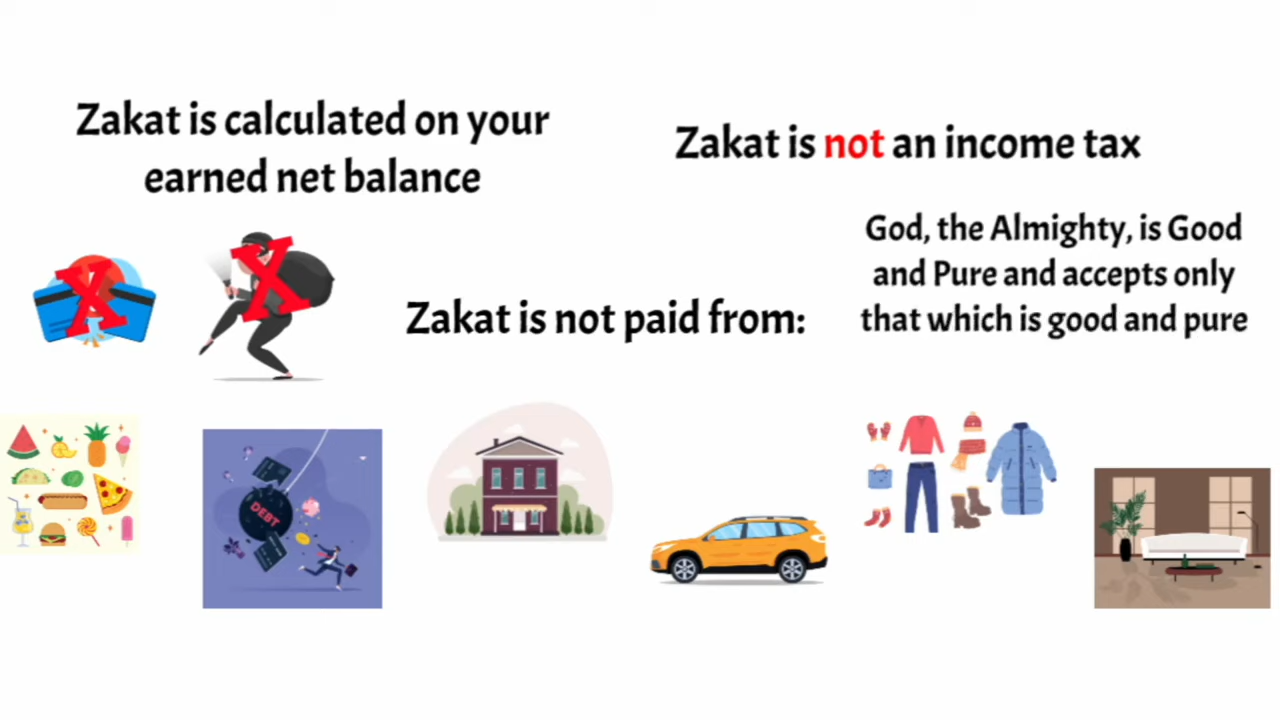 Zakat is calculated on your
earned net balance
Zakat is not an income tax
God, the Almighty, is Good
and Pure and accepts only
that which is good and pure
Zakat is not paid from:
X
X
DEBT